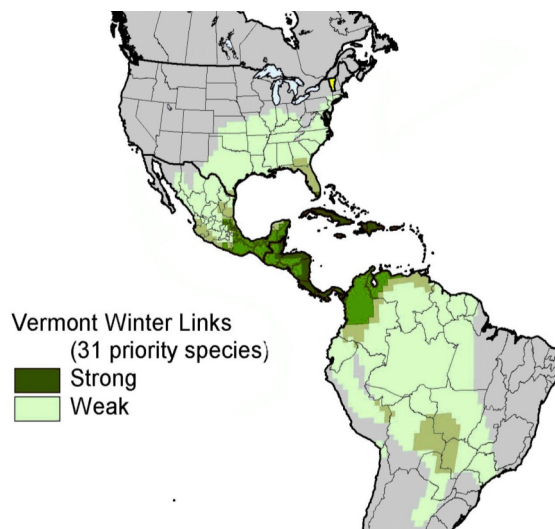 Vermont Winter Links
(31 priority species)
Strong
Weak